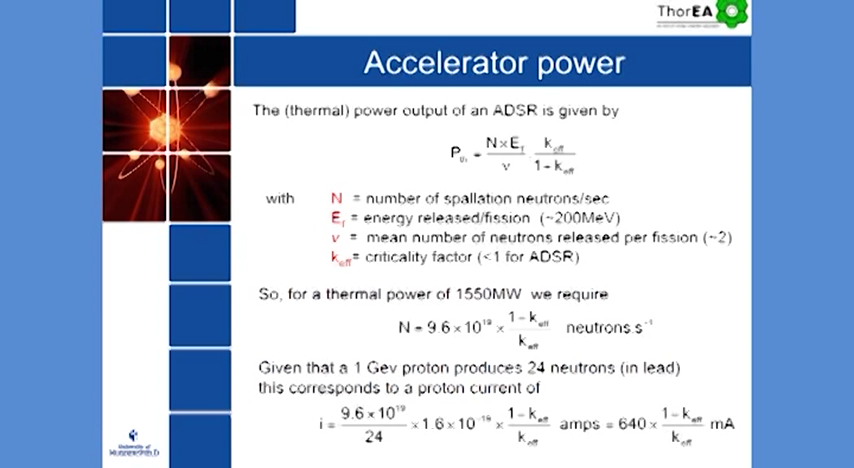 ThorEA
Accelerator power
The (thermal) power output of an ADSR is given by
P_th = N×E_f / ν · k_eff / 1-k_eff
with N = number of spallation neutrons/sec
E_f = energy released/fission (~200MeV)
ν = mean number of neutrons released per fission (~2)
k_eff = criticality factor (<1 for ADSR)
So, for a thermal power of 1550MW we require
N = 9.6 × 10^19 × 1-k_eff / k_eff neutrons.s^-1
Given that a 1 Gev proton produces 24 neutrons (in lead)
this corresponds to a proton current of
i = 9.6 × 10^19 / 24 × 1.6 × 10^-19 × 1-k_eff / k_eff amps = 640 × 1-k_eff / k_eff mA
University of